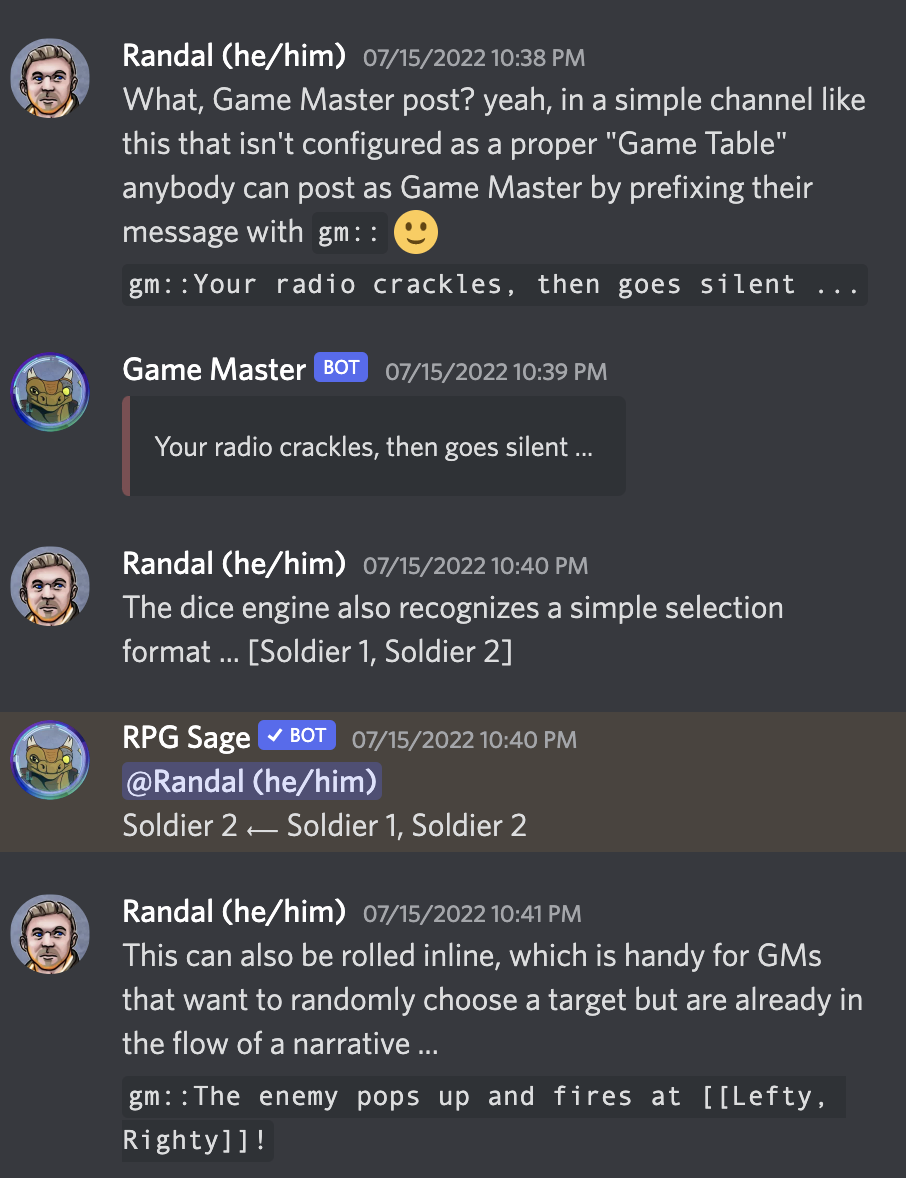 Randal (he/him) 07/15/2022 10:38 PM
What, Game Master post? yeah, in a simple channel like
this that isn't configured as a proper "Game Table"
anybody can post as Game Master by prefixing their
message with gm:: 🙂
gm::Your radio crackles, then goes silent ...
Game Master BOT 07/15/2022 10:39 PM
Your radio crackles, then goes silent ...
Randal (he/him) 07/15/2022 10:40 PM
The dice engine also recognizes a simple selection
format ... [Soldier 1, Soldier 2]
RPG Sage ✓ BOT 07/15/2022 10:40 PM
@Randal (he/him)
Soldier 2 ⟵ Soldier 1, Soldier 2
Randal (he/him) 07/15/2022 10:41 PM
This can also be rolled inline, which is handy for GMs
that want to randomly choose a target but are already in
the flow of a narrative ...
gm::The enemy pops up and fires at [[Lefty,
Righty]]!